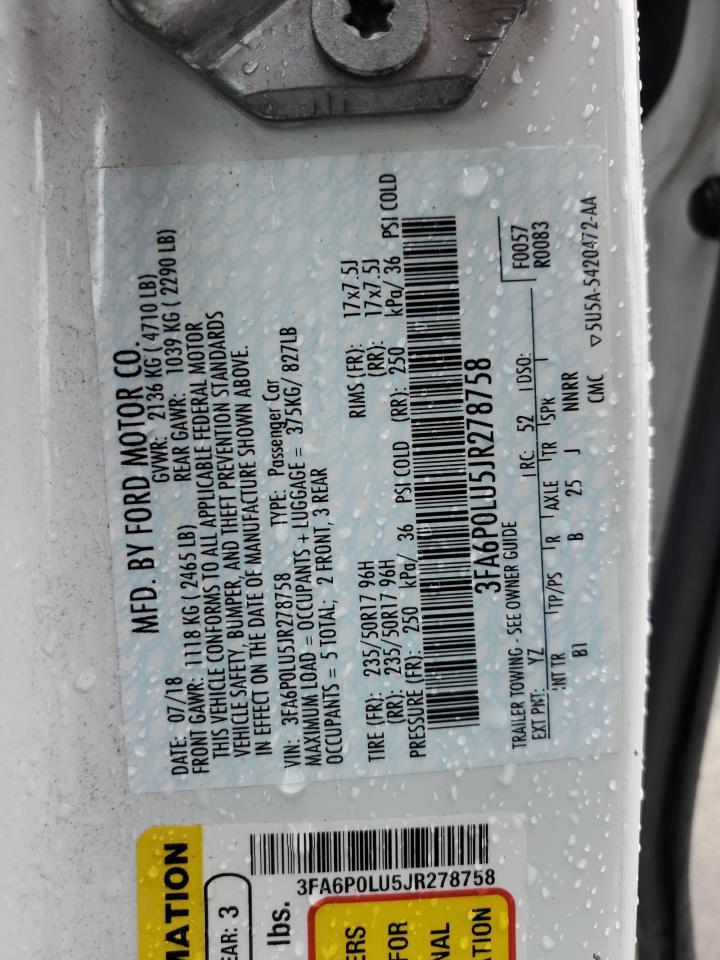 MFD. BY FORD MOTOR CO.
DATE: 07/18 GVWR: 2136 KG ( 4710 LB)
FRONT GAWR: 1118 KG ( 2465 LB) REAR GAWR: 1039 KG ( 2290 LB)
THIS VEHICLE CONFORMS TO ALL APPLICABLE FEDERAL MOTOR
VEHICLE SAFETY, BUMPER, AND THEFT PREVENTION STANDARDS
IN EFFECT ON THE DATE OF MANUFACTURE SHOWN ABOVE.
VIN: 3FA6P0LU5JR278758 TYPE: Passenger Car
MAXIMUM LOAD = OCCUPANTS + LUGGAGE = 375KG/ 827LB
OCCUPANTS = 5 TOTAL: 2 FRONT, 3 REAR
TIRE (FR): 235/50R17 96H RIMS (FR): 17x7.5J
(RR): 235/50R17 96H (RR): 17x7.5J
PRESSURE (FR): 250 kPa/ 36 PSI COLD (RR): 250 kPa/ 36 PSI COLD
3FA6P0LU5JR278758
F0057
R0083
TRAILER TOWING - SEE OWNER GUIDE
EXT PNT: YZ RC: 52 DSO:
INT TR TP/PS R AXLE TR SPR
B1 B 25 J NNRR
CMC ▽5U5A-5420472-AA
MATION
EAR: 3
lbs.
3FA6P0LU5JR278758
ERS
FOR
NAL
TION